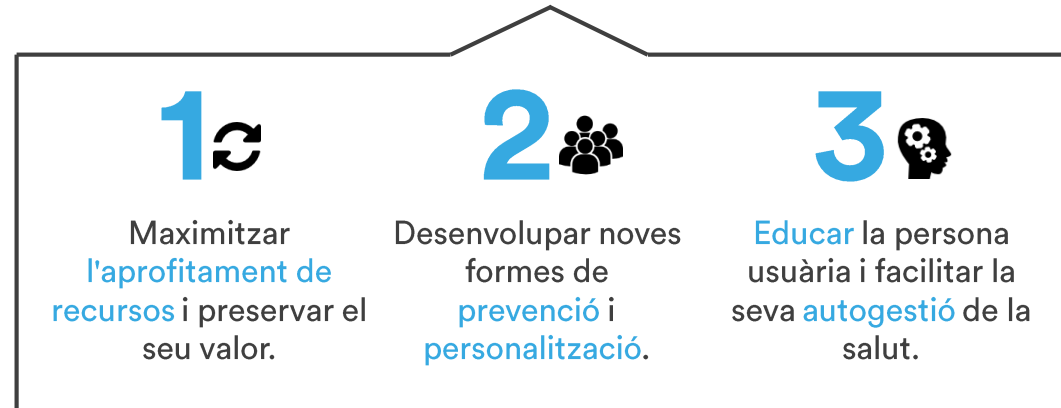 1
Maximitzar
l'aprofitament de
recursos i preservar el
seu valor.
2
Desenvolupar noves
formes de
prevenció i
personalització.
3
Educar la persona
usuària i facilitar la
seva autogestió de la
salut.